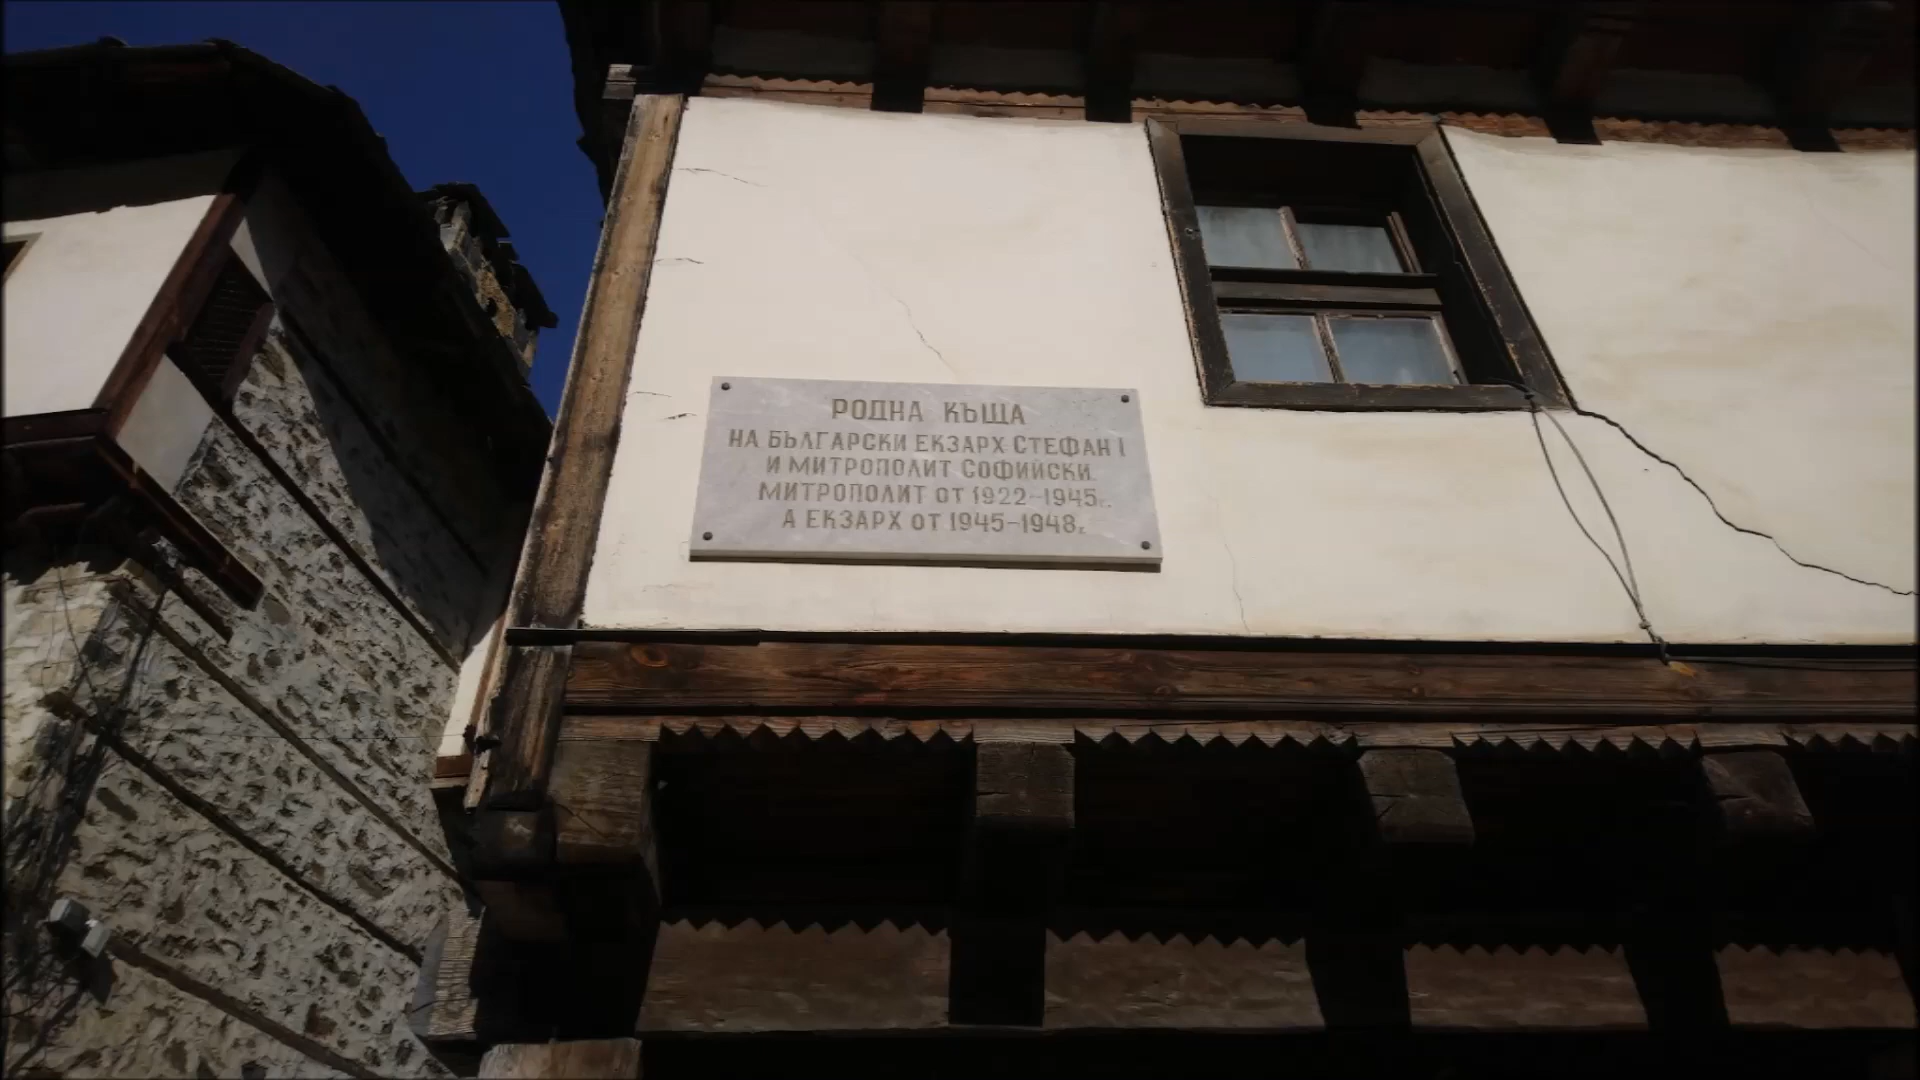 РОДНА КЪЩА
НА БЪЛГАРСКИ ЕКЗАРХ СТЕФАН I
И МИТРОПОЛИТ СОФИЙСКИ.
МИТРОПОЛИТ ОТ 1922-1945г.
А ЕКЗАРХ ОТ 1945-1948г.